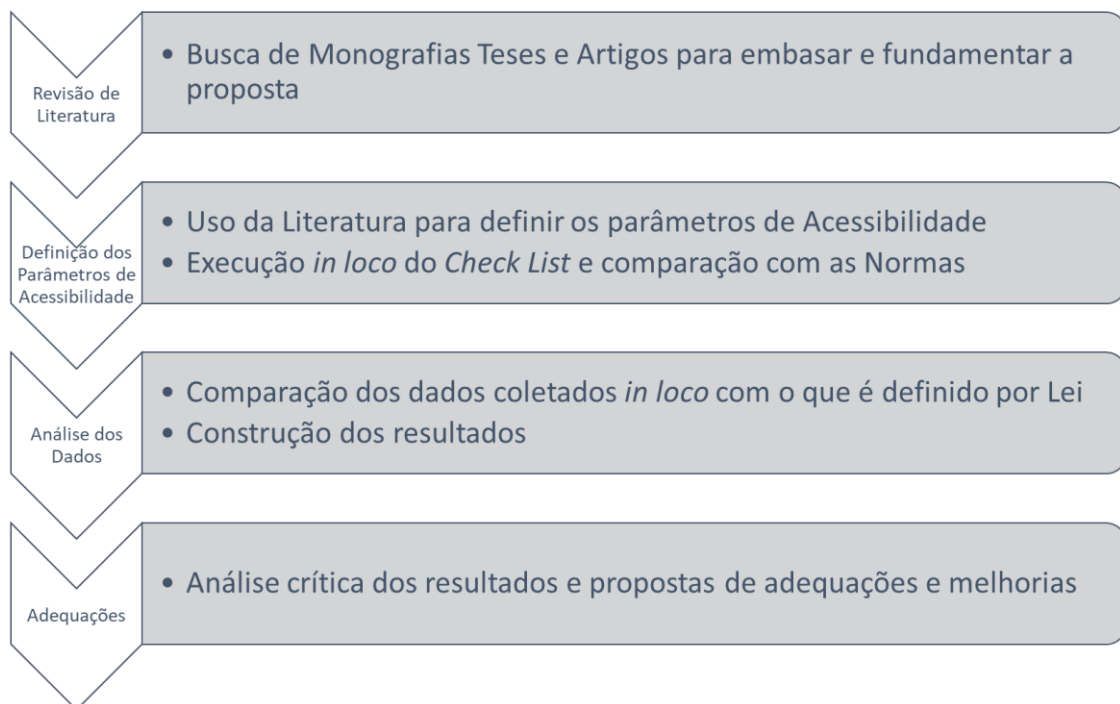 Revisão de
Literatura
• Busca de Monografias Teses e Artigos para embasar e fundamentar a
proposta
Definição dos
Parâmetros de
Acessibilidade
• Uso da Literatura para definir os parâmetros de Acessibilidade
• Execução in loco do Check List e comparação com as Normas
Análise dos
Dados
• Comparação dos dados coletados in loco com o que é definido por Lei
• Construção dos resultados
Adequações
• Análise crítica dos resultados e propostas de adequações e melhorias